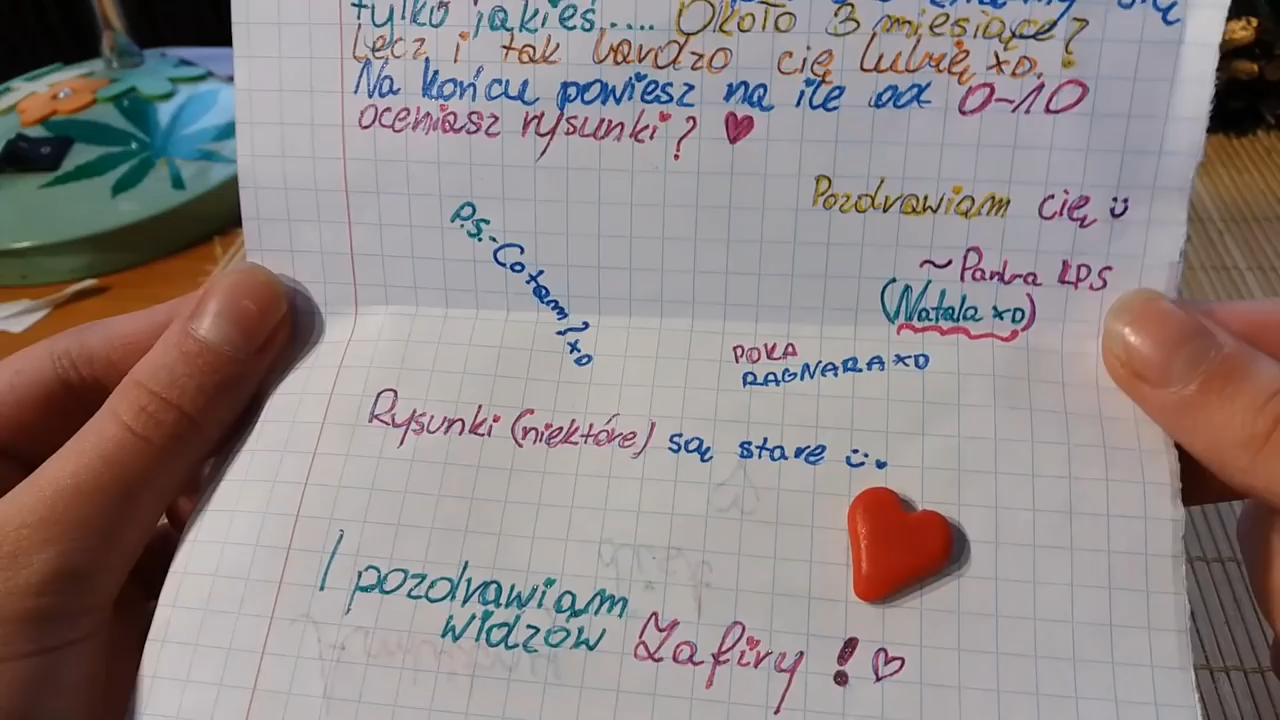 tylko jakieś.... Około 3 miesiące?
Lecz i tak bardzo cię lubię xD.!
Na końcu powiesz na ile od 0-10
oceniasz rysunki? ♥
Pozdrawiam cię
P.S.-Co tam? xD
~Pantra LPS
(Natala xD)
POKA
RAGNARA XD
Rysunki (niektóre) są stare
I pozdrawiam
widzów Zafiry! ♡